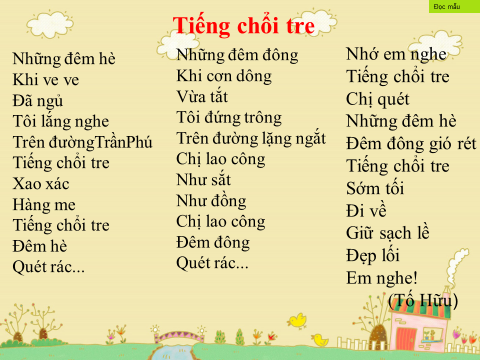 Đọc mẫu
Tiếng chổi tre
Những đêm hè
Khi ve ve
Đã ngủ
Tôi lắng nghe
Trên đườngTrầnPhú
Tiếng chổi tre
Xao xác
Hàng me
Tiếng chổi tre
Đêm hè
Quét rác...
Những đêm đông
Khi cơn dông
Vừa tắt
Tôi đứng trông
Trên đường lặng ngắt
Chị lao công
Như sắt
Như đồng
Chị lao công
Đêm đông
Quét rác...
Nhớ em nghe
Tiếng chổi tre
Chị quét
Những đêm hè
Đêm đông gió rét
Tiếng chổi tre
Sớm tối
Đi về
Giữ sạch lề
Đẹp lối
Em nghe!
(Tố Hữu)